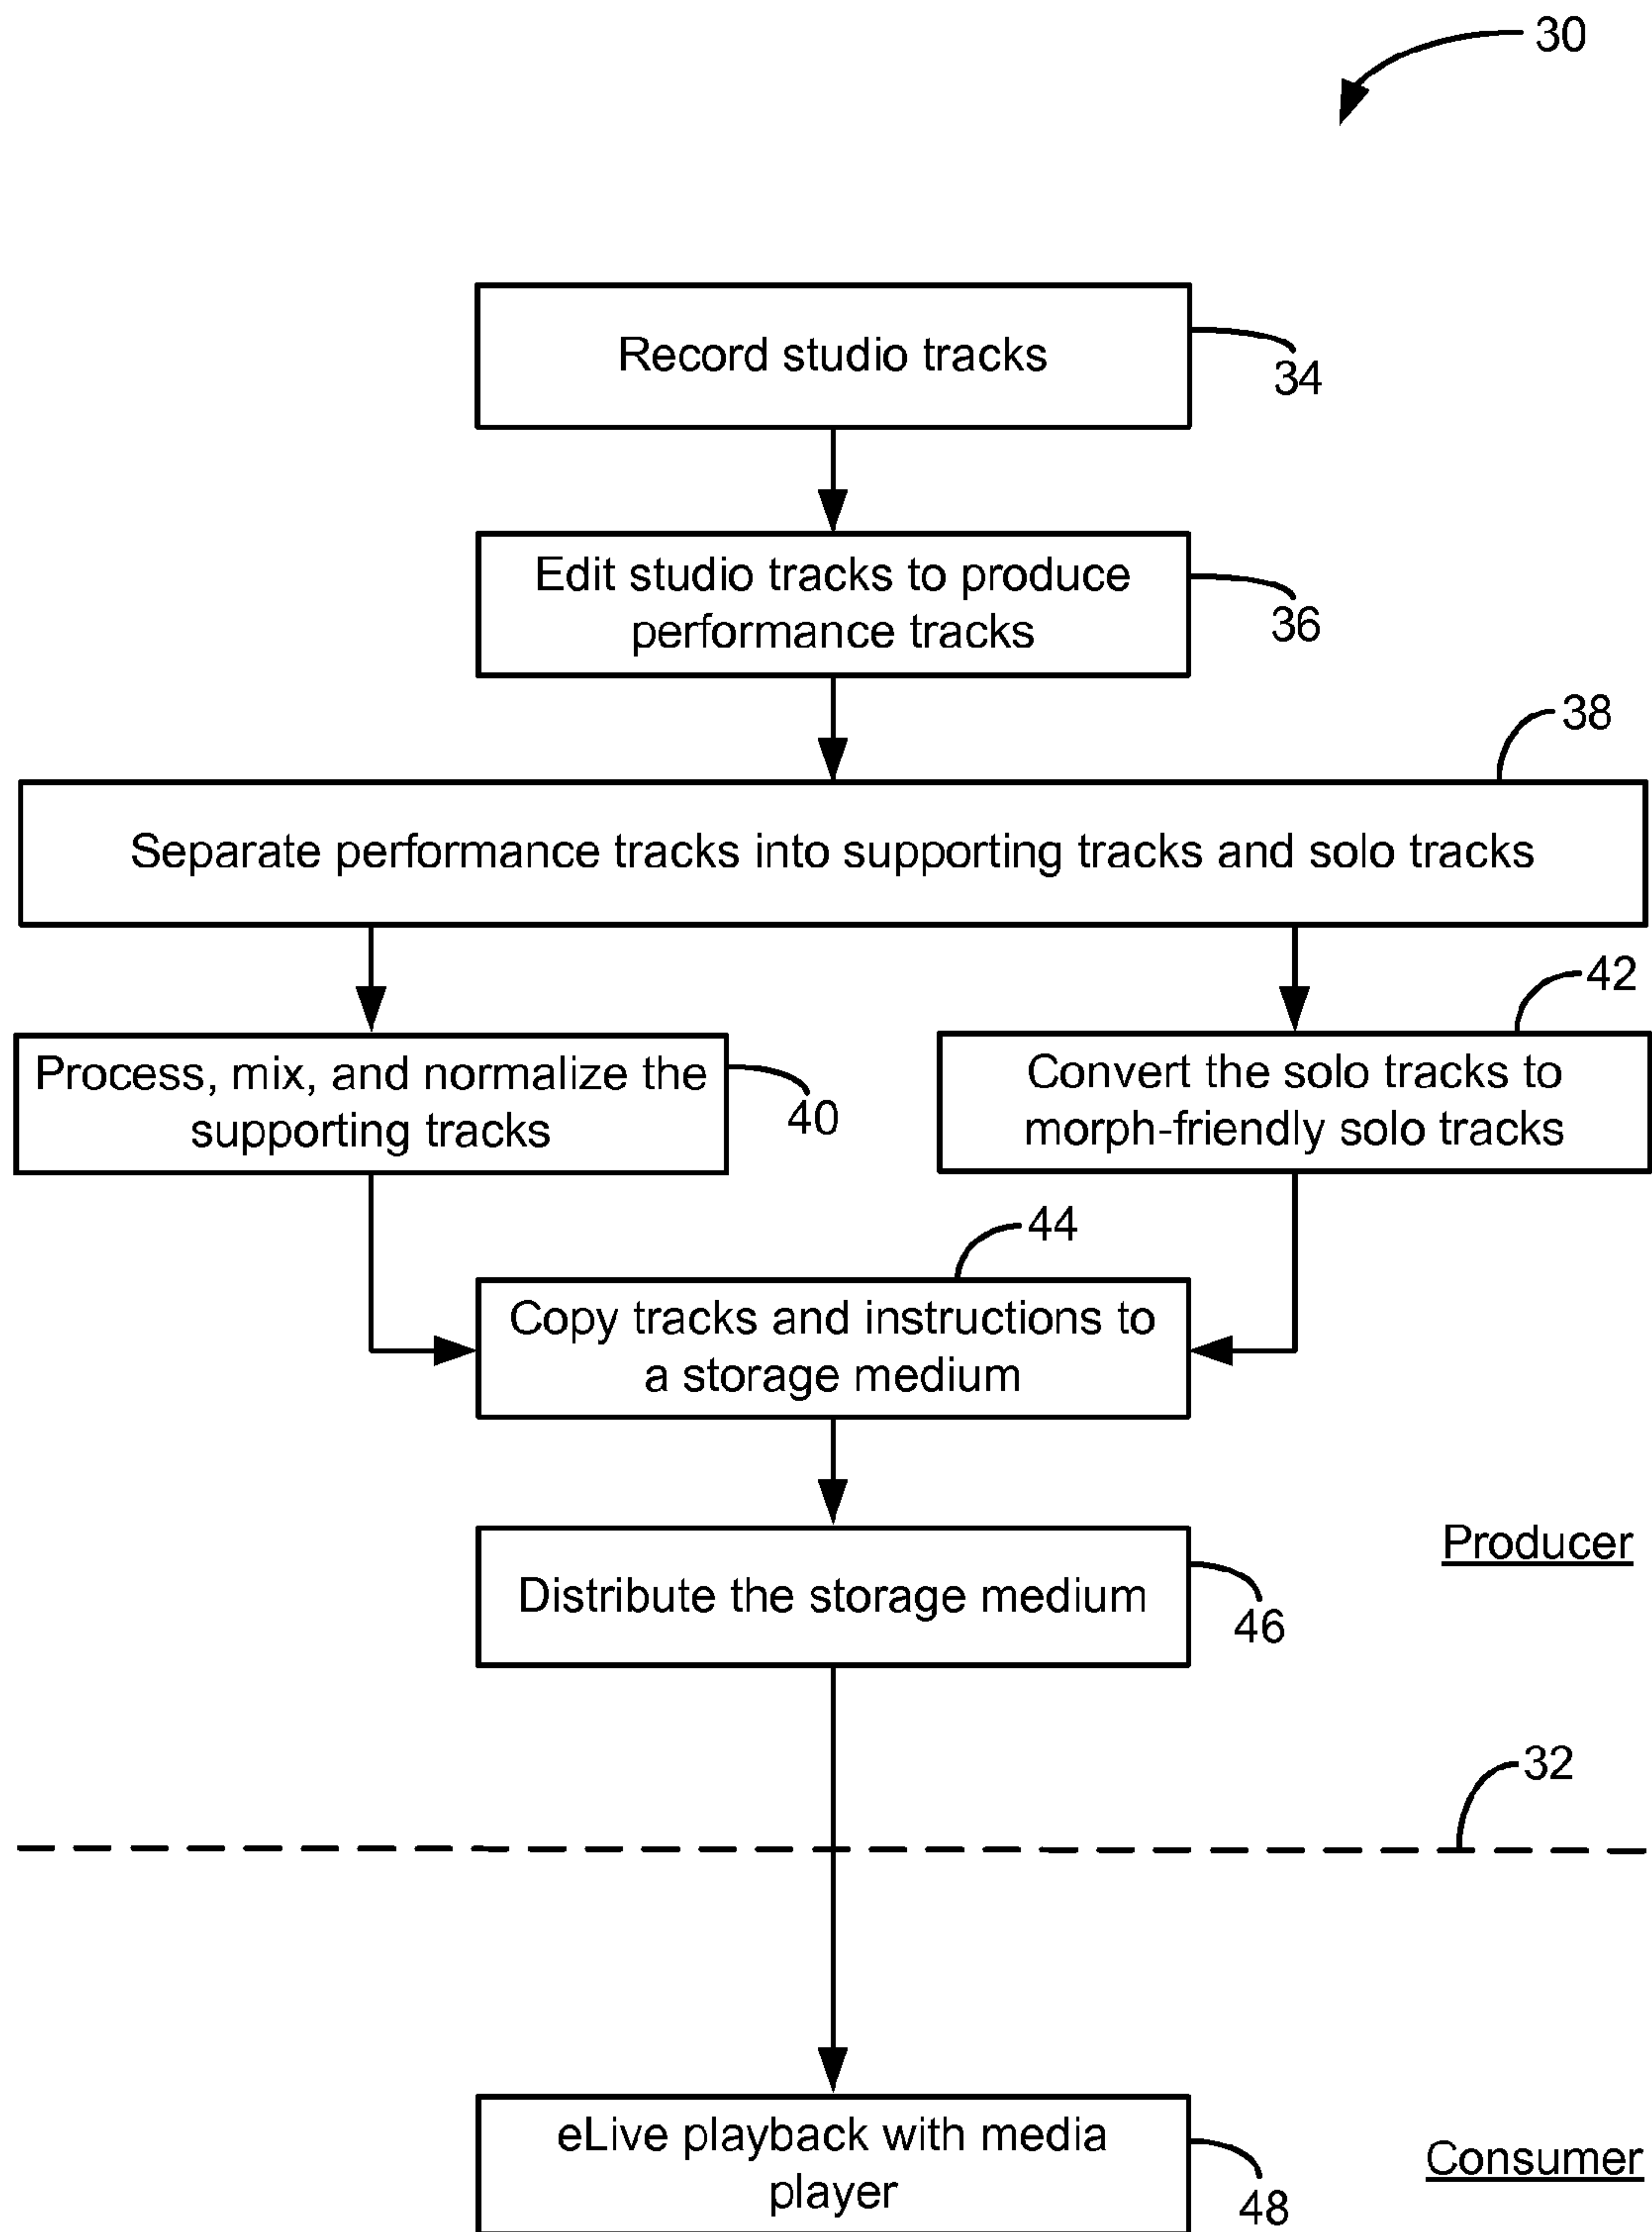 30
Record studio tracks
34
Edit studio tracks to produce
performance tracks
36
38
Separate performance tracks into supporting tracks and solo tracks
42
Process, mix, and normalize the
supporting tracks
40
Convert the solo tracks to
morph-friendly solo tracks
44
Copy tracks and instructions to
a storage medium
Producer
Distribute the storage medium
46
32
eLive playback with media
player
Consumer
48